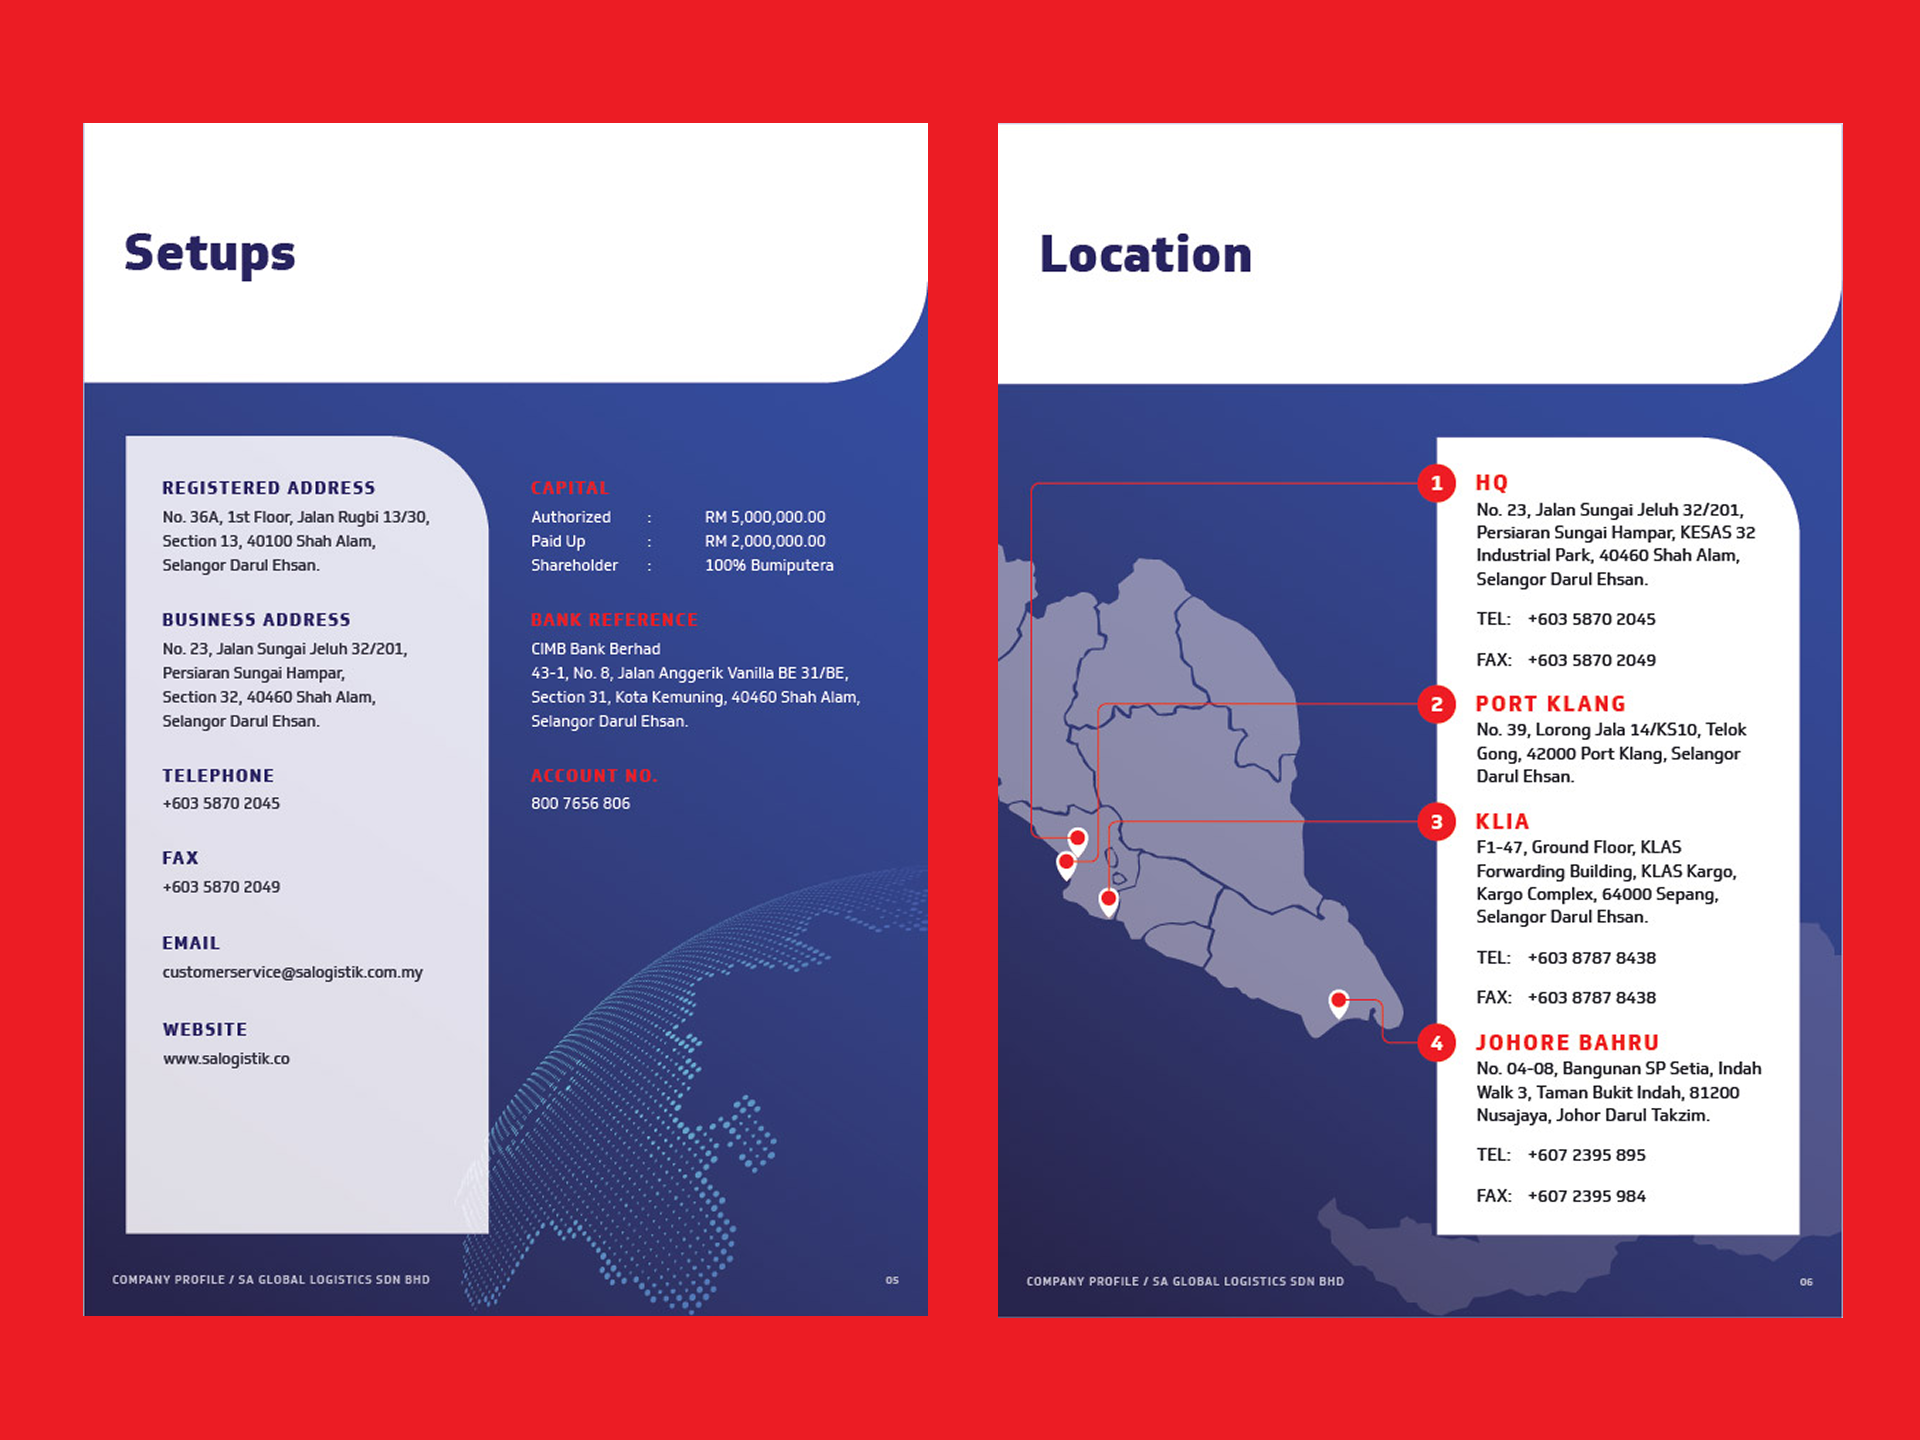 Setups
REGISTERED ADDRESS
No. 36A, 1st Floor, Jalan Rugbi 13/30,
Section 13, 40100 Shah Alam,
Selangor Darul Ehsan.
BUSINESS ADDRESS
No. 23, Jalan Sungai Jeluh 32/201,
Persiaran Sungai Hampar,
Section 32, 40460 Shah Alam,
Selangor Darul Ehsan.
TELEPHONE
+603 5870 2045
FAX
+603 5870 2049
EMAIL
customerservice@salogistik.com.my
WEBSITE
www.salogistik.co
CAPITAL
Authorized : RM 5,000,000.00
Paid Up : RM 2,000,000.00
Shareholder : 100% Bumiputera
BANK REFERENCE
CIMB Bank Berhad
43-1, No. 8, Jalan Anggerik Vanilla BE 31/BE,
Section 31, Kota Kemuning, 40460 Shah Alam,
Selangor Darul Ehsan.
ACCOUNT NO.
800 7656 806
COMPANY PROFILE / SA GLOBAL LOGISTICS SDN BHD
05
Location
1 HQ
No. 23, Jalan Sungai Jeluh 32/201,
Persiaran Sungai Hampar, KESAS 32
Industrial Park, 40460 Shah Alam,
Selangor Darul Ehsan.
TEL: +603 5870 2045
FAX: +603 5870 2049
2 PORT KLANG
No. 39, Lorong Jala 14/KS10, Telok
Gong, 42000 Port Klang, Selangor
Darul Ehsan.
3 KLIA
F1-47, Ground Floor, KLAS
Forwarding Building, KLAS Kargo,
Kargo Complex, 64000 Sepang,
Selangor Darul Ehsan.
TEL: +603 8787 8438
FAX: +603 8787 8438
4 JOHORE BAHRU
No. 04-08, Bangunan SP Setia, Indah
Walk 3, Taman Bukit Indah, 81200
Nusajaya, Johor Darul Takzim.
TEL: +607 2395 895
FAX: +607 2395 984
COMPANY PROFILE / SA GLOBAL LOGISTICS SDN BHD
06